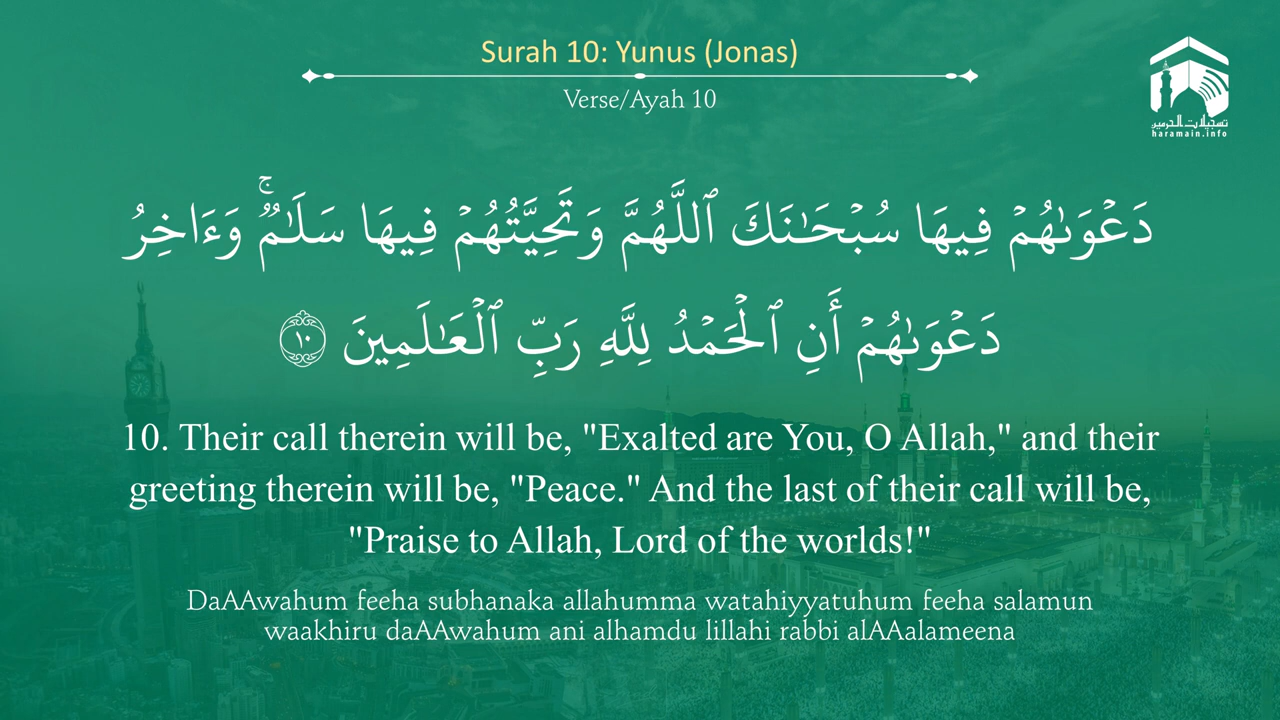 Surah 10: Yunus (Jonas)
Verse/Ayah 10
تسجيلات الحرمين
haramain.info
دَعْوَىٰهُمْ فِيهَا سُبْحَـٰنَكَ ٱللَّهُمَّ وَتَحِيَّتُهُمْ فِيهَا سَلَـٰمٌۭ ۚ وَءَاخِرُ
دَعْوَىٰهُمْ أَنِ ٱلْحَمْدُ لِلَّهِ رَبِّ ٱلْعَـٰلَمِينَ ١٠
10. Their call therein will be, "Exalted are You, O Allah," and their
greeting therein will be, "Peace." And the last of their call will be,
"Praise to Allah, Lord of the worlds!"
DaAAwahum feeha subhanaka allahumma watahiyyatuhum feeha salamun
waakhiru daAAwahum ani alhamdu lillahi rabbi alAAalameena